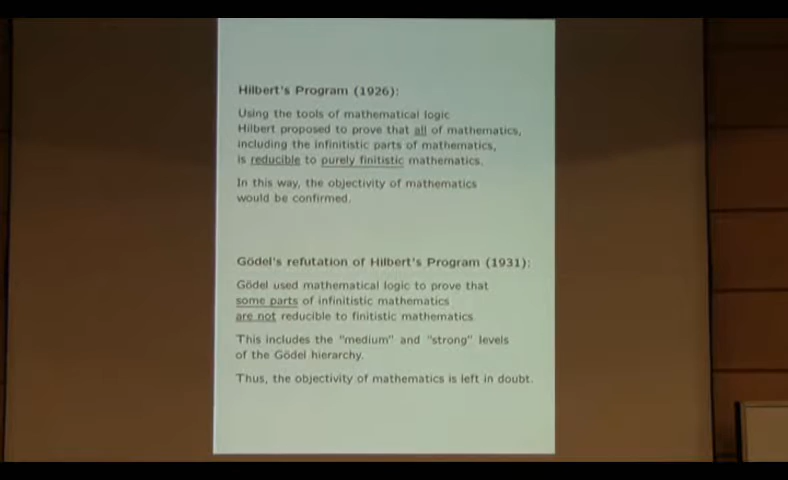 Hilbert's Program (1926):
Using the tools of mathematical logic
Hilbert proposed to prove that all of mathematics,
including the infinitistic parts of mathematics,
is reducible to purely finitistic mathematics.
In this way, the objectivity of mathematics
would be confirmed.
Gödel's refutation of Hilbert's Program (1931):
Gödel used mathematical logic to prove that
some parts of infinitistic mathematics
are not reducible to finitistic mathematics
This includes the "medium" and "strong" levels
of the Gödel hierarchy.
Thus, the objectivity of mathematics is left in doubt.